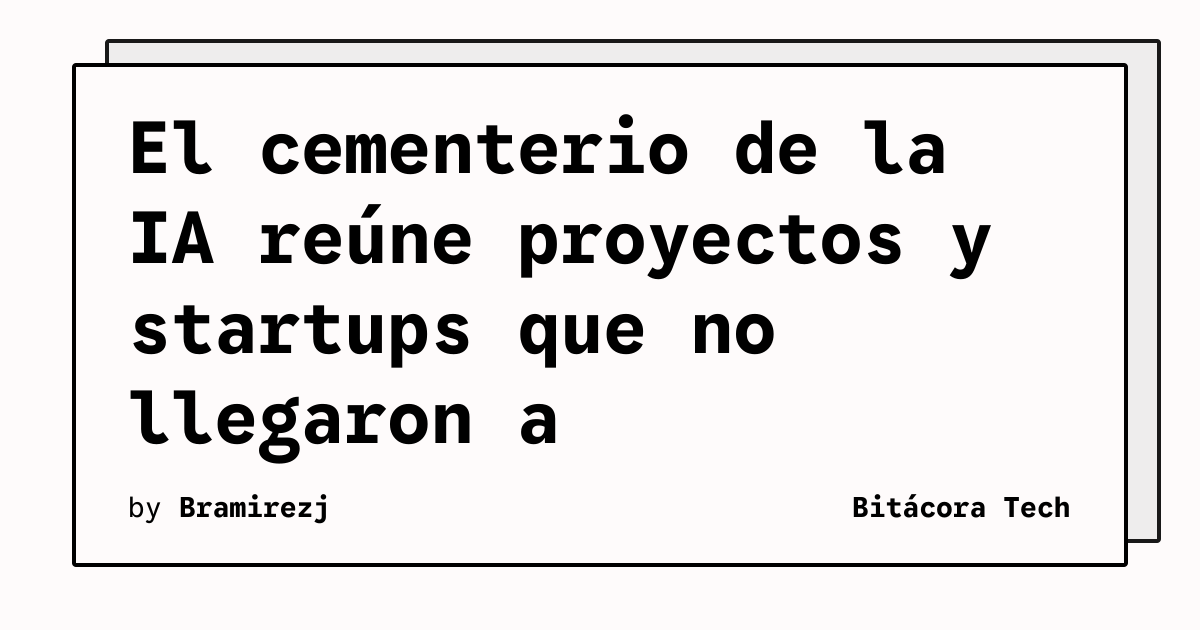 El cementerio de la
IA reúne proyectos y
startups que no
llegaron a
by Bramirezj
Bitácora Tech